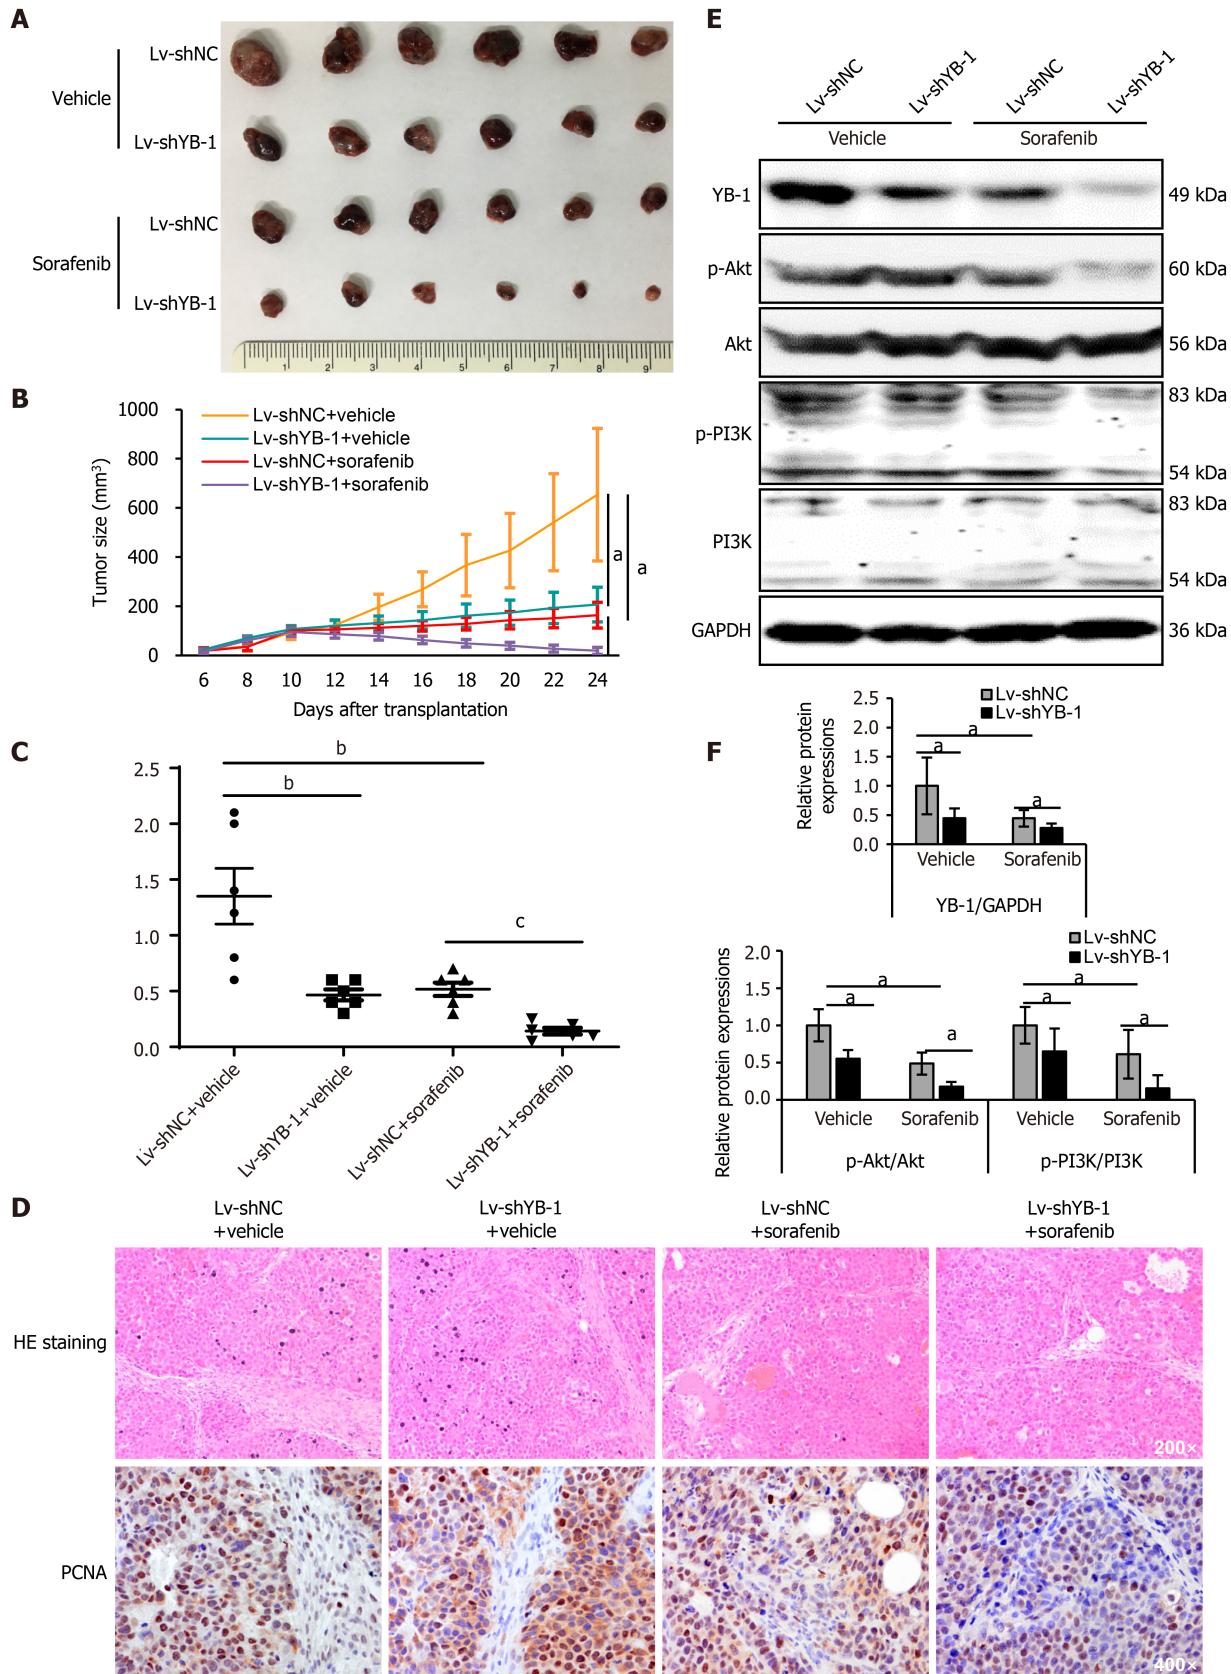 A
Lv-shNC
Vehicle
Lv-shYB-1
Lv-shNC
Sorafenib
Lv-shYB-1
1 2 3 4 5 6 7 8 9
B
1000
800
600
400
200
0
Tumor size (mm³)
Lv-shNC+vehicle
Lv-shYB-1+vehicle
Lv-shNC+sorafenib
Lv-shYB-1+sorafenib
a
a
6 8 10 12 14 16 18 20 22 24
Days after transplantation
C
2.5
2.0
1.5
1.0
0.5
0.0
b
b
c
Lv-shNC+vehicle
Lv-shYB-1+vehicle
Lv-shNC+sorafenib
Lv-shYB-1+sorafenib
D
Lv-shNC
+vehicle
Lv-shYB-1
+vehicle
Lv-shNC
+sorafenib
Lv-shYB-1
+sorafenib
HE staining
200×
PCNA
400×
E
Lv-shNC
Lv-shYB-1
Lv-shNC
Lv-shYB-1
Vehicle
Sorafenib
YB-1
49 kDa
p-Akt
60 kDa
Akt
56 kDa
83 kDa
p-PI3K
54 kDa
83 kDa
PI3K
54 kDa
GAPDH
36 kDa
F
Relative protein
expressions
2.5
2.0
1.5
1.0
0.5
0.0
Lv-shNC
Lv-shYB-1
a
a
a
Vehicle
Sorafenib
YB-1/GAPDH
Relative protein expressions
2.0
1.5
1.0
0.5
0.0
Lv-shNC
Lv-shYB-1
a
a
a
a
a
a
Vehicle
Sorafenib
Vehicle
Sorafenib
p-Akt/Akt
p-PI3K/PI3K